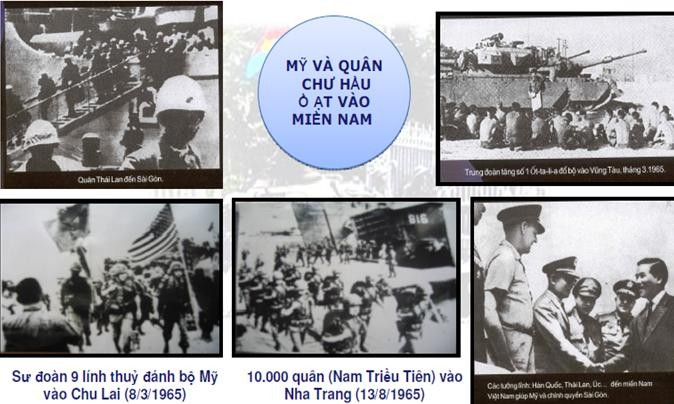 MỸ VÀ QUÂN
CHƯ HẦU
Ồ ẠT VÀO
MIỀN NAM
Quân Thái Lan đến Sài Gòn.
Trung đoàn tăng số 1 Ốt-ta-li-a đổ bộ vào Vũng Tàu, tháng 3.1965.
816
Sư đoàn 9 lính thuỷ đánh bộ Mỹ
vào Chu Lai (8/3/1965)
10.000 quân (Nam Triều Tiên) vào
Nha Trang (13/8/1965)
Các tướng lĩnh: Hàn Quốc, Thái Lan, Úc... đến miền Nam
Việt Nam giúp Mỹ và chính quyền Sài Gòn.